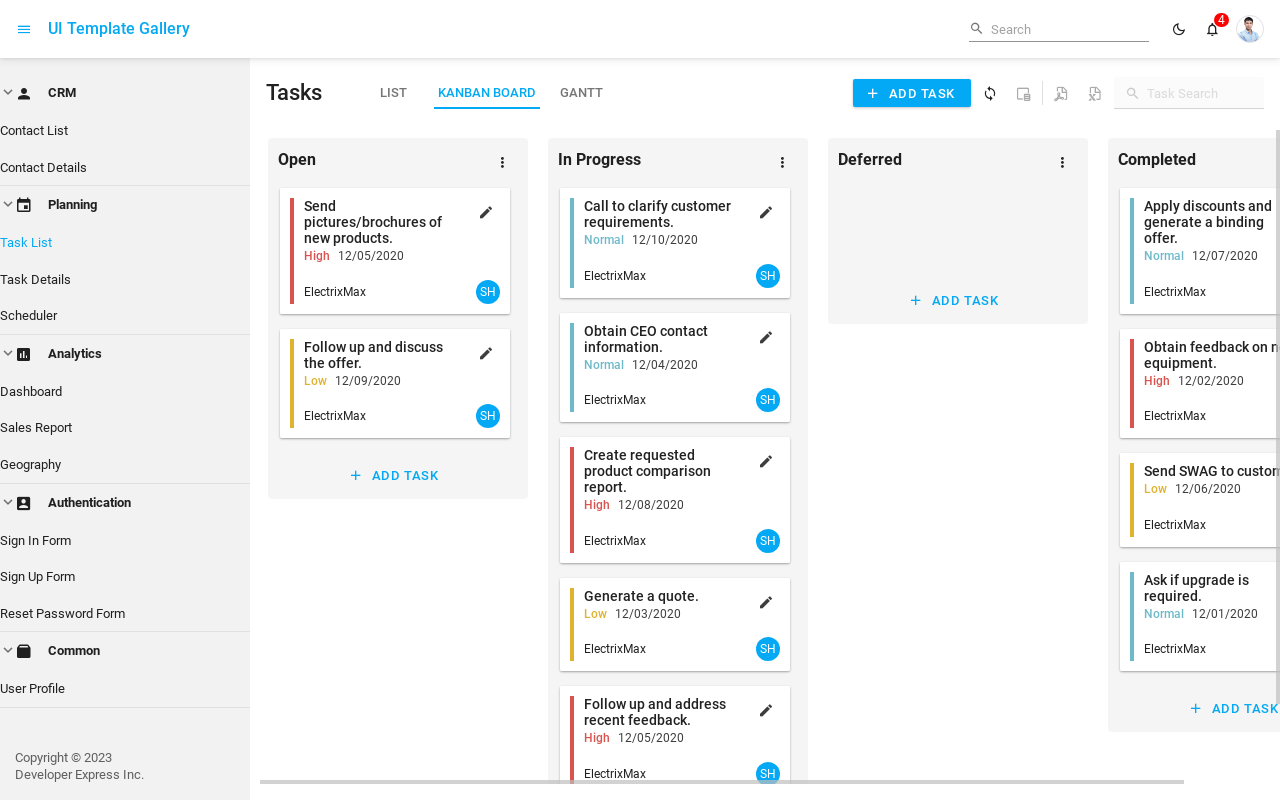 UI Template Gallery
Search
4
CRM
Contact List
Contact Details
Planning
Task List
Task Details
Scheduler
Analytics
Dashboard
Sales Report
Geography
Authentication
Sign In Form
Sign Up Form
Reset Password Form
Common
User Profile
Copyright © 2023
Developer Express Inc.
Tasks
LIST
KANBAN BOARD
GANTT
ADD TASK
Task Search
Open
Send
pictures/brochures of
new products.
High 12/05/2020
ElectrixMax
SH
Follow up and discuss
the offer.
Low 12/09/2020
ElectrixMax
SH
ADD TASK
In Progress
Call to clarify customer
requirements.
Normal 12/10/2020
ElectrixMax
SH
Obtain CEO contact
information.
Normal 12/04/2020
ElectrixMax
SH
Create requested
product comparison
report.
High 12/08/2020
ElectrixMax
SH
Generate a quote.
Low 12/03/2020
ElectrixMax
SH
Follow up and address
recent feedback.
High 12/05/2020
ElectrixMax
SH
Deferred
ADD TASK
Completed
Apply discounts and
generate a binding
offer.
Normal 12/07/2020
ElectrixMax
Obtain feedback on
equipment.
High 12/02/2020
ElectrixMax
Send SWAG to
Low 12/06/2020
ElectrixMax
Ask if upgrade is
required.
Normal 12/01/2020
ElectrixMax
ADD TASK